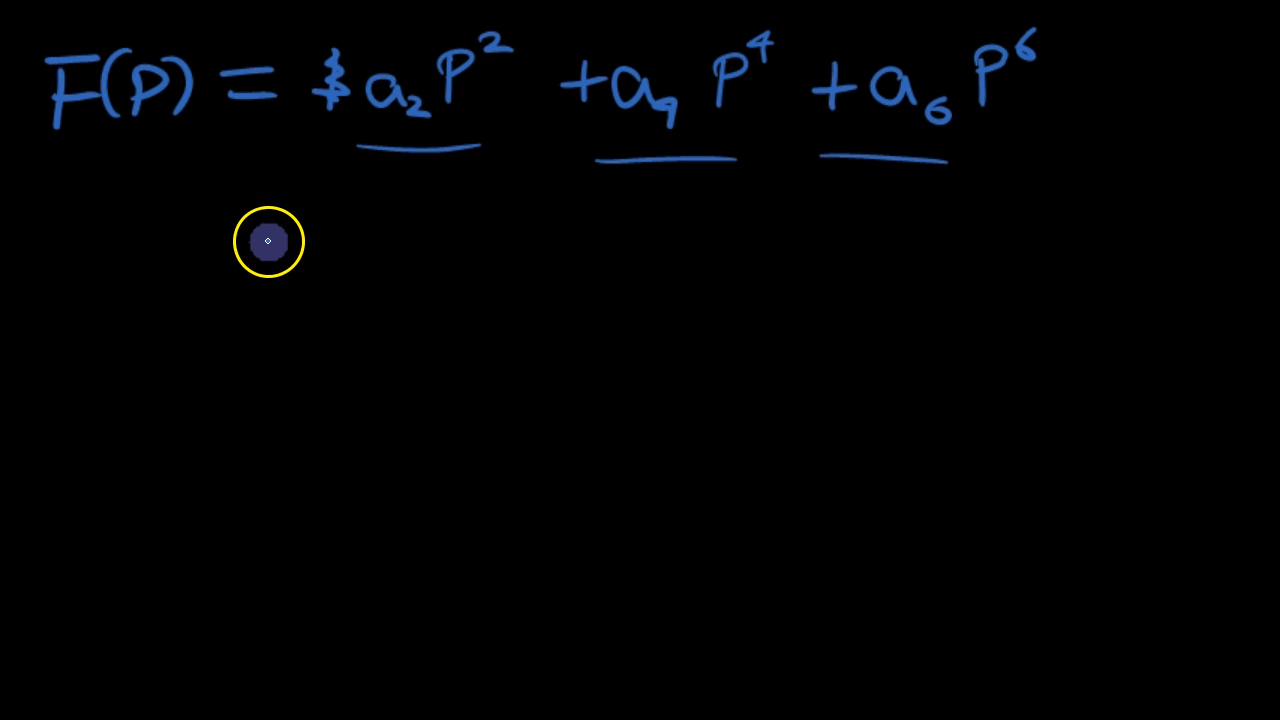 F(P) = a₂P² + a₄P⁴ + a₆P⁶